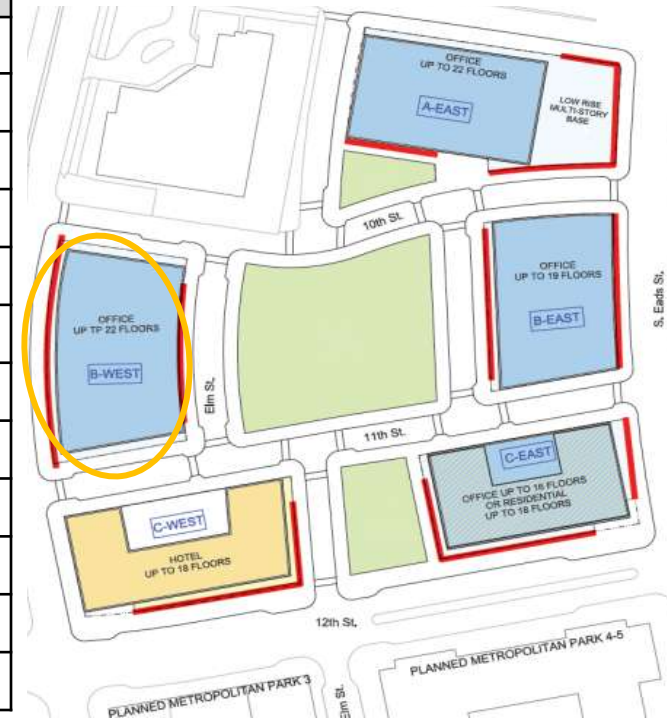 OFFICE
UP TO 22 FLOORS
A-EAST
LOW RISE
MULTI-STORY
BASE
10th St.
OFFICE
UP TP 22 FLOORS
B-WEST
Elm St.
OFFICE
UP TO 19 FLOORS
B-EAST
S. Eads St.
11th St.
C-EAST
OFFICE UP TO 16 FLOORS
OR RESIDENTIAL
UP TO 18 FLOORS
C-WEST
HOTEL
UP TO 18 FLOORS
12th St.
PLANNED METROPOLITAN PARK 3
Elm St.
PLANNED METROPOLITAN PARK 4-5